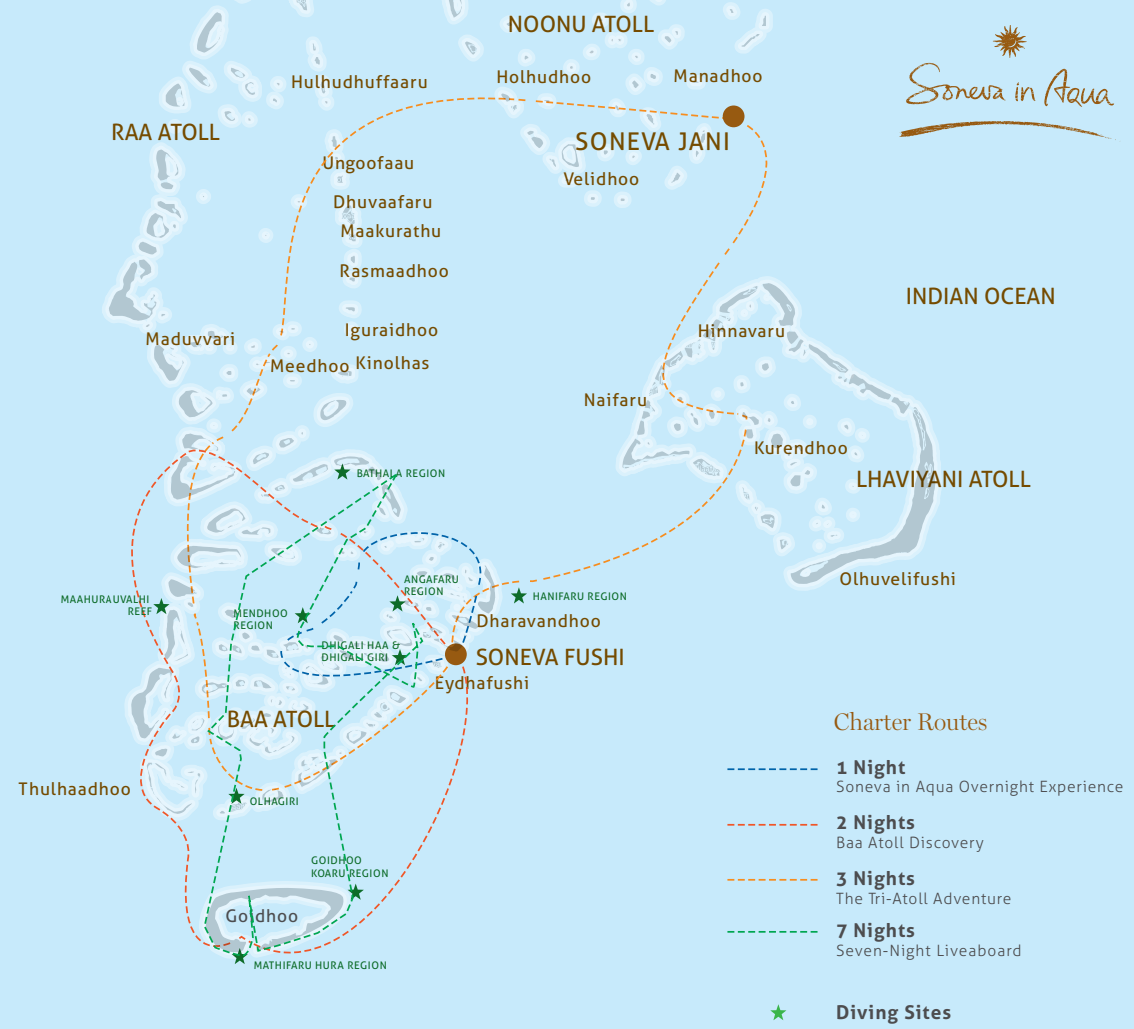 NOONU ATOLL
Soneva in Aqua
Hulhudhuffaaru
Holhudhoo
Manadhoo
RAA ATOLL
SONEVA JANI
Ungoofaau
Velidhoo
Dhuvaafaru
Maakurathu
Rasmaadhoo
INDIAN OCEAN
Iguraidhoo
Hinnavaru
Maduvvari
Meedhoo
Kinolhas
Naifaru
Kurendhoo
BATHALA REGION
LHAVIYANI ATOLL
Olhuvelifushi
ANGAFARU
REGION
MAAHURAUVALHI
REEF
HANIFARU REGION
MENDHOO
REGION
Dharavandhoo
DHIGALI HAA &
DHIGALI GIRI
SONEVA FUSHI
Eydhafushi
BAA ATOLL
Thulhaadhoo
OLHAGIRI
GOIDHOO
KOARU REGION
Goidhoo
MATHIFARU HURA REGION
Charter Routes
1 Night
Soneva in Aqua Overnight Experience
2 Nights
Baa Atoll Discovery
3 Nights
The Tri-Atoll Adventure
7 Nights
Seven-Night Liveaboard
Diving Sites